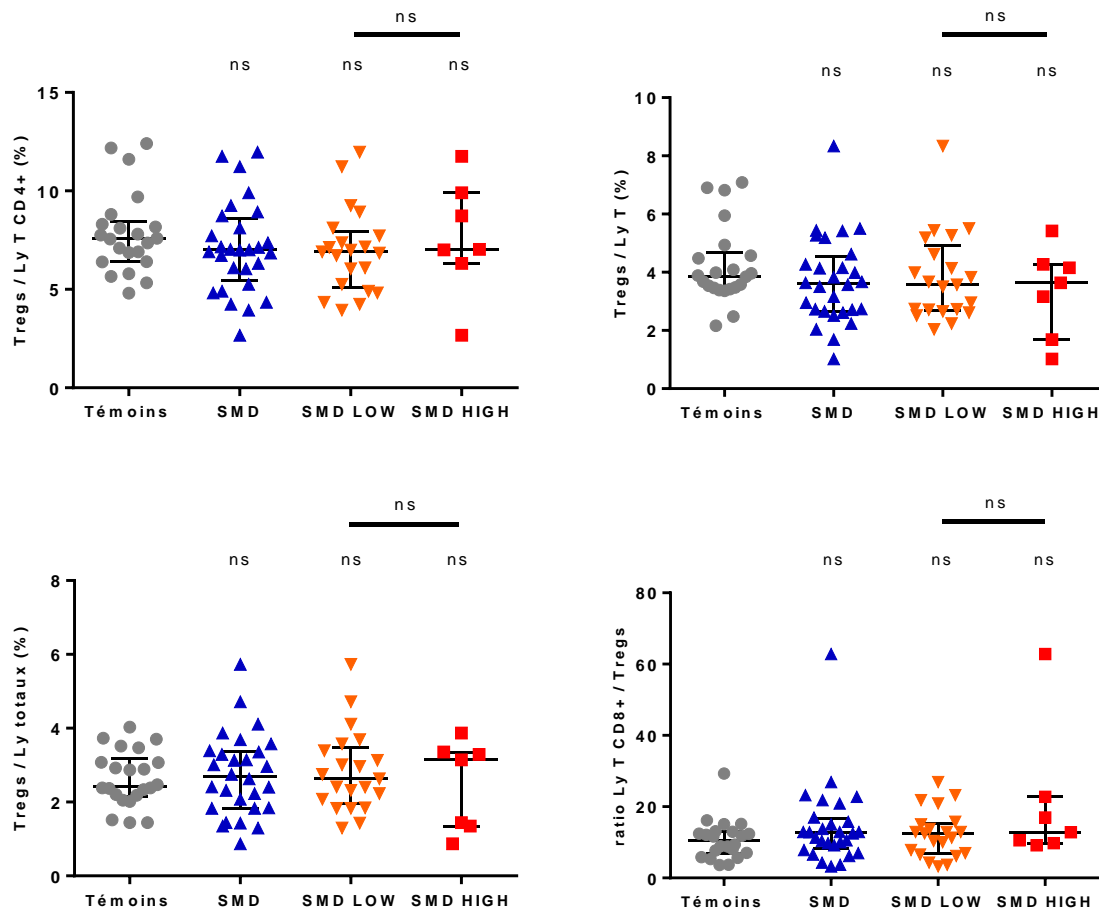 ns
ns ns ns
15
10
5
0
Tregs / Ly T CD4+ (%)
Témoins SMD SMD LOW SMD HIGH
ns
ns ns ns
10
8
6
4
2
0
Tregs / Ly T (%)
Témoins SMD SMD LOW SMD HIGH
ns
ns ns ns
8
6
4
2
0
Tregs / Ly totaux (%)
Témoins SMD SMD LOW SMD HIGH
ns
ns ns ns
80
60
40
20
0
ratio Ly T CD8+ / Tregs
Témoins SMD SMD LOW SMD HIGH